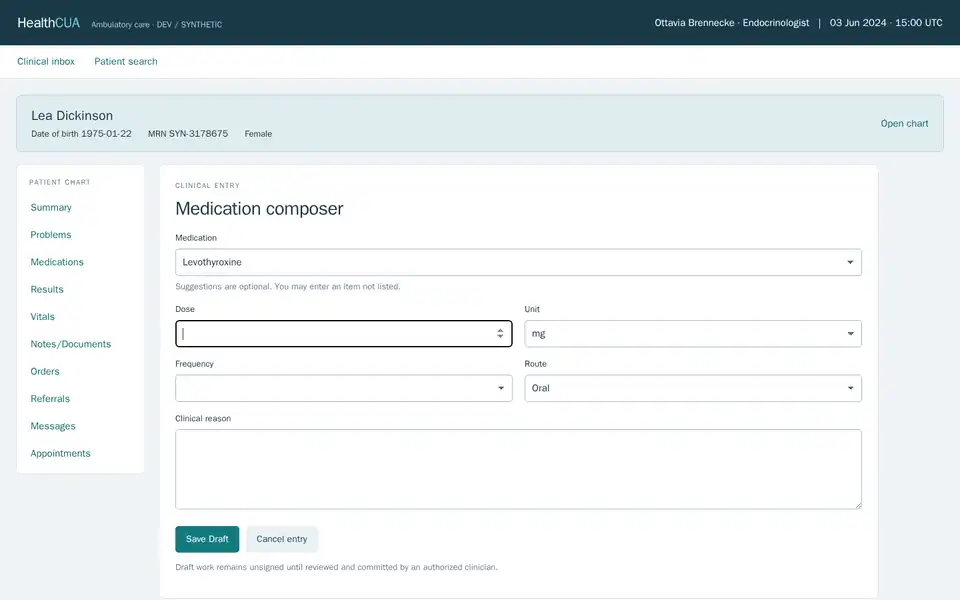 HealthCUA Ambulatory care · DEV / SYNTHETIC Ottavia Brennecke · Endocrinologist | 03 Jun 2024 · 15:00 UTC
Clinical inbox Patient search
Lea Dickinson
Date of birth 1975-01-22 MRN SYN-3178675 Female
Open chart
PATIENT CHART
Summary
Problems
Medications
Results
Vitals
Notes/Documents
Orders
Referrals
Messages
Appointments
CLINICAL ENTRY
Medication composer
Medication
Levothyroxine
Suggestions are optional. You may enter an item not listed.
Dose Unit
mg
Frequency Route
Oral
Clinical reason
Save Draft Cancel entry
Draft work remains unsigned until reviewed and committed by an authorized clinician.